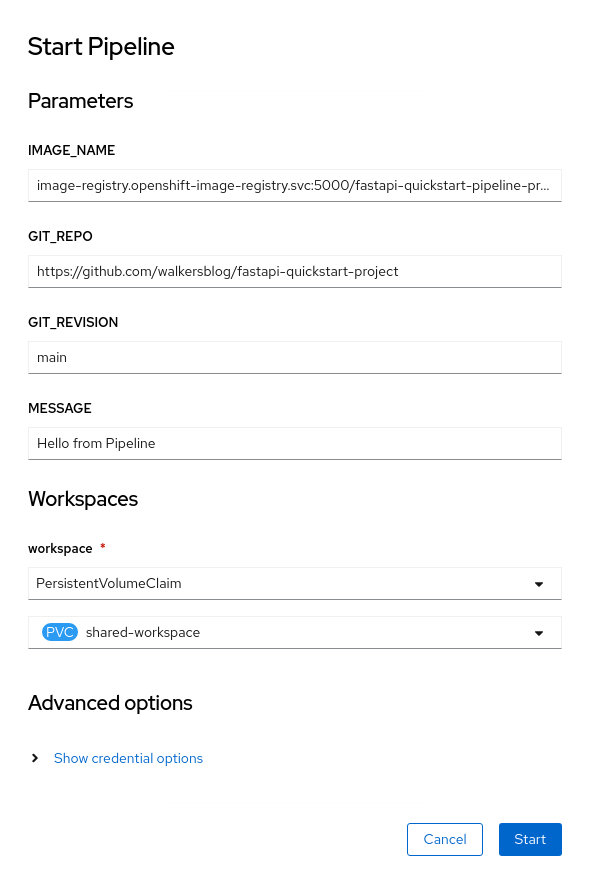 Start Pipeline
Parameters
IMAGE_NAME
image-registry.openshift-image-registry.svc:5000/fastapi-quickstart-pipeline-pr...
GIT_REPO
https://github.com/walkersblog/fastapi-quickstart-project
GIT_REVISION
main
MESSAGE
Hello from Pipeline
Workspaces
workspace *
PersistentVolumeClaim
PVC shared-workspace
Advanced options
Show credential options
Cancel Start